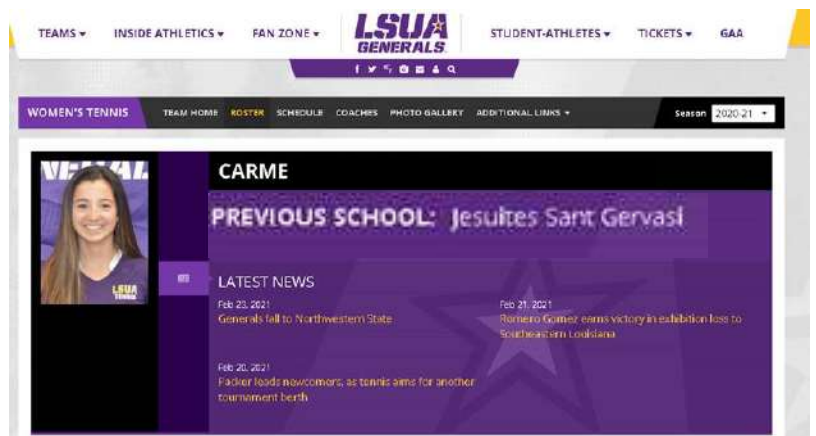 TEAMS INSIDE ATHLETICS FAN ZONE LSUA GENERALS STUDENT-ATHLETES TICKETS GAA
WOMEN'S TENNIS TEAM HOME ROSTER SCHEDULE COACHES PHOTO GALLERY ADDITIONAL LINKS Season 2020-21
CARME
PREVIOUS SCHOOL: Jesuites Sant Gervasi
LSUA
TENNIS
LATEST NEWS
Feb 23, 2021
Generals fall to Northwestern State
Feb 21, 2021
Romero Gomez earns victory in exhibition loss to
Southeastern Louisiana
Feb 20, 2021
Packer leads newcomers, as tennis aims for another
tournament berth